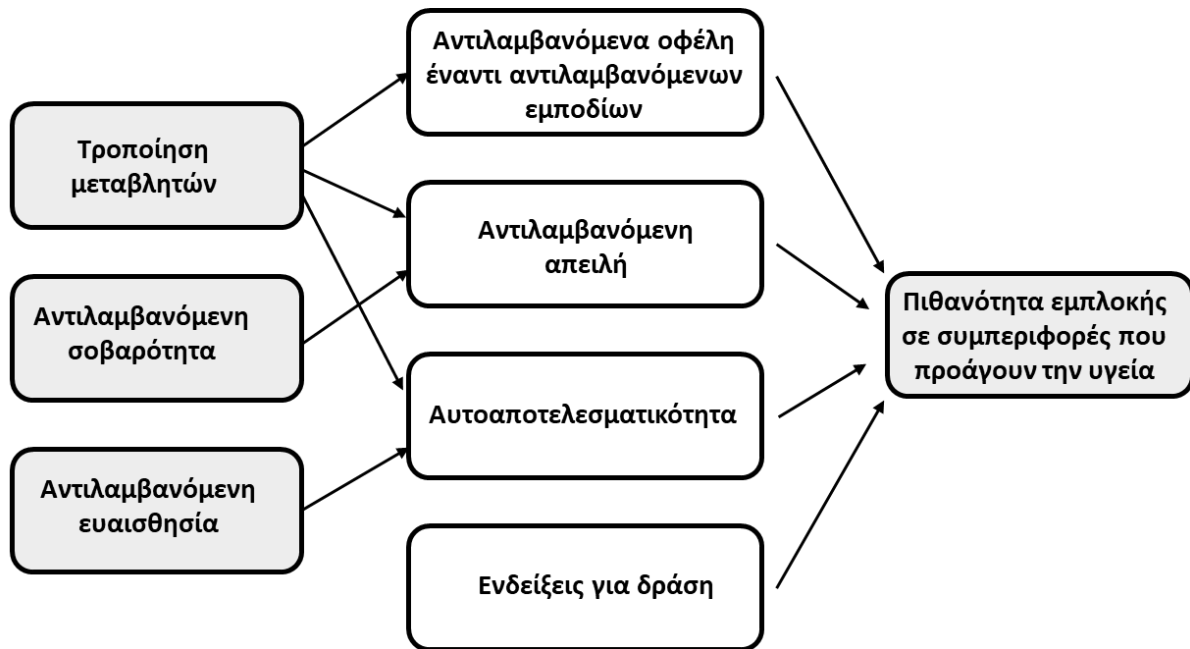 Αντιλαμβανόμενα οφέλη
έναντι αντιλαμβανόμενων
εμποδίων
Τροποίηση
μεταβλητών
Αντιλαμβανόμενη
απειλή
Αντιλαμβανόμενη
σοβαρότητα
Πιθανότητα εμπλοκής
σε συμπεριφορές που
προάγουν την υγεία
Αυτοαποτελεσματικότητα
Αντιλαμβανόμενη
ευαισθησία
Ενδείξεις για δράση